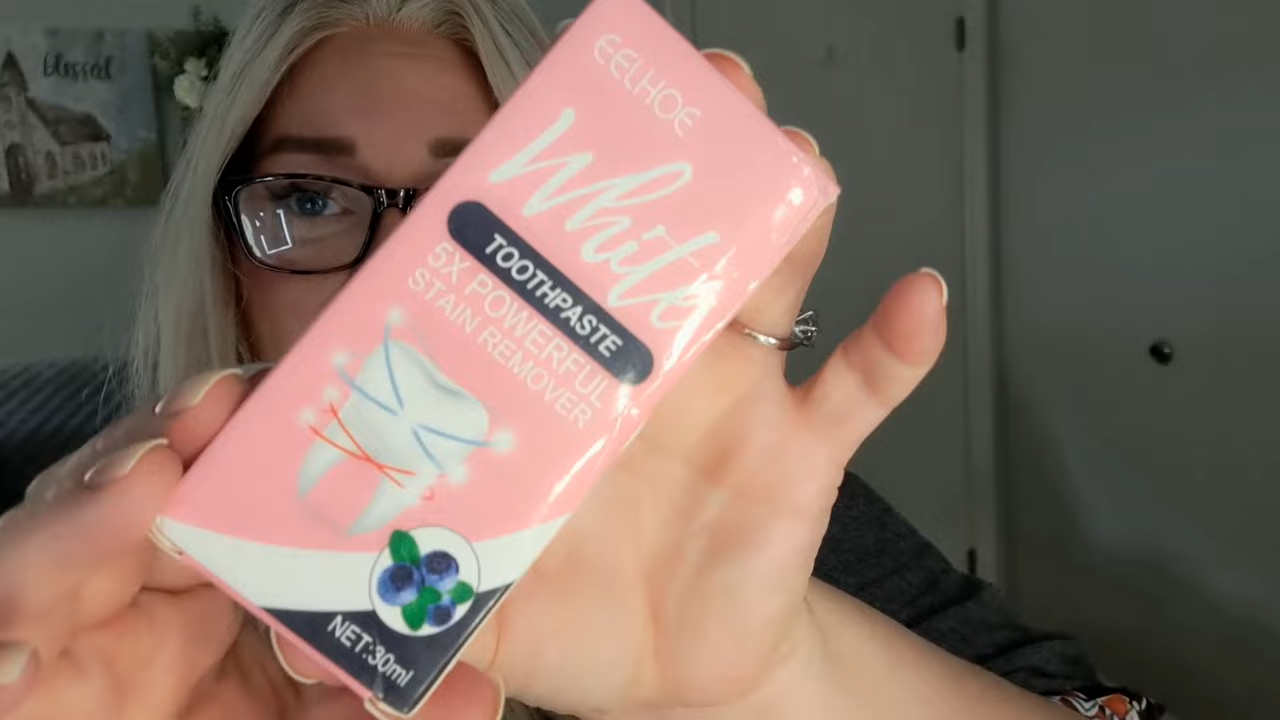 blessed
EELHOE
White
TOOTHPASTE
5X POWERFUL
STAIN REMOVER
NET:30ml